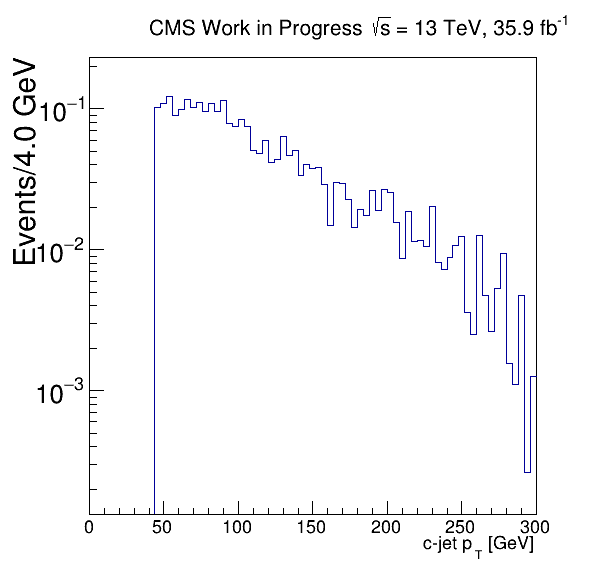 CMS Work in Progress √s = 13 TeV, 35.9 fb⁻¹
Events/4.0 GeV
10⁻¹
10⁻²
10⁻³
0 50 100 150 200 250 300
c-jet p_T [GeV]